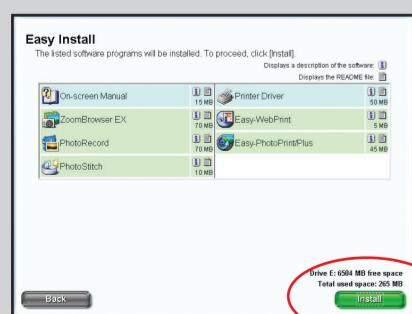 Easy Install
The listed software programs will be installed. To proceed, click [Install].
Displays a description of the software:
Displays the README file:
On-screen Manual
15 MB
Printer Driver
50 MB
ZoomBrowser EX
70 MB
Easy-WebPrint
5 MB
PhotoRecord
70 MB
Easy-PhotoPrint/Plus
45 MB
PhotoStitch
10 MB
Drive E: 6504 MB free space
Total used space: 265 MB
Back
Install